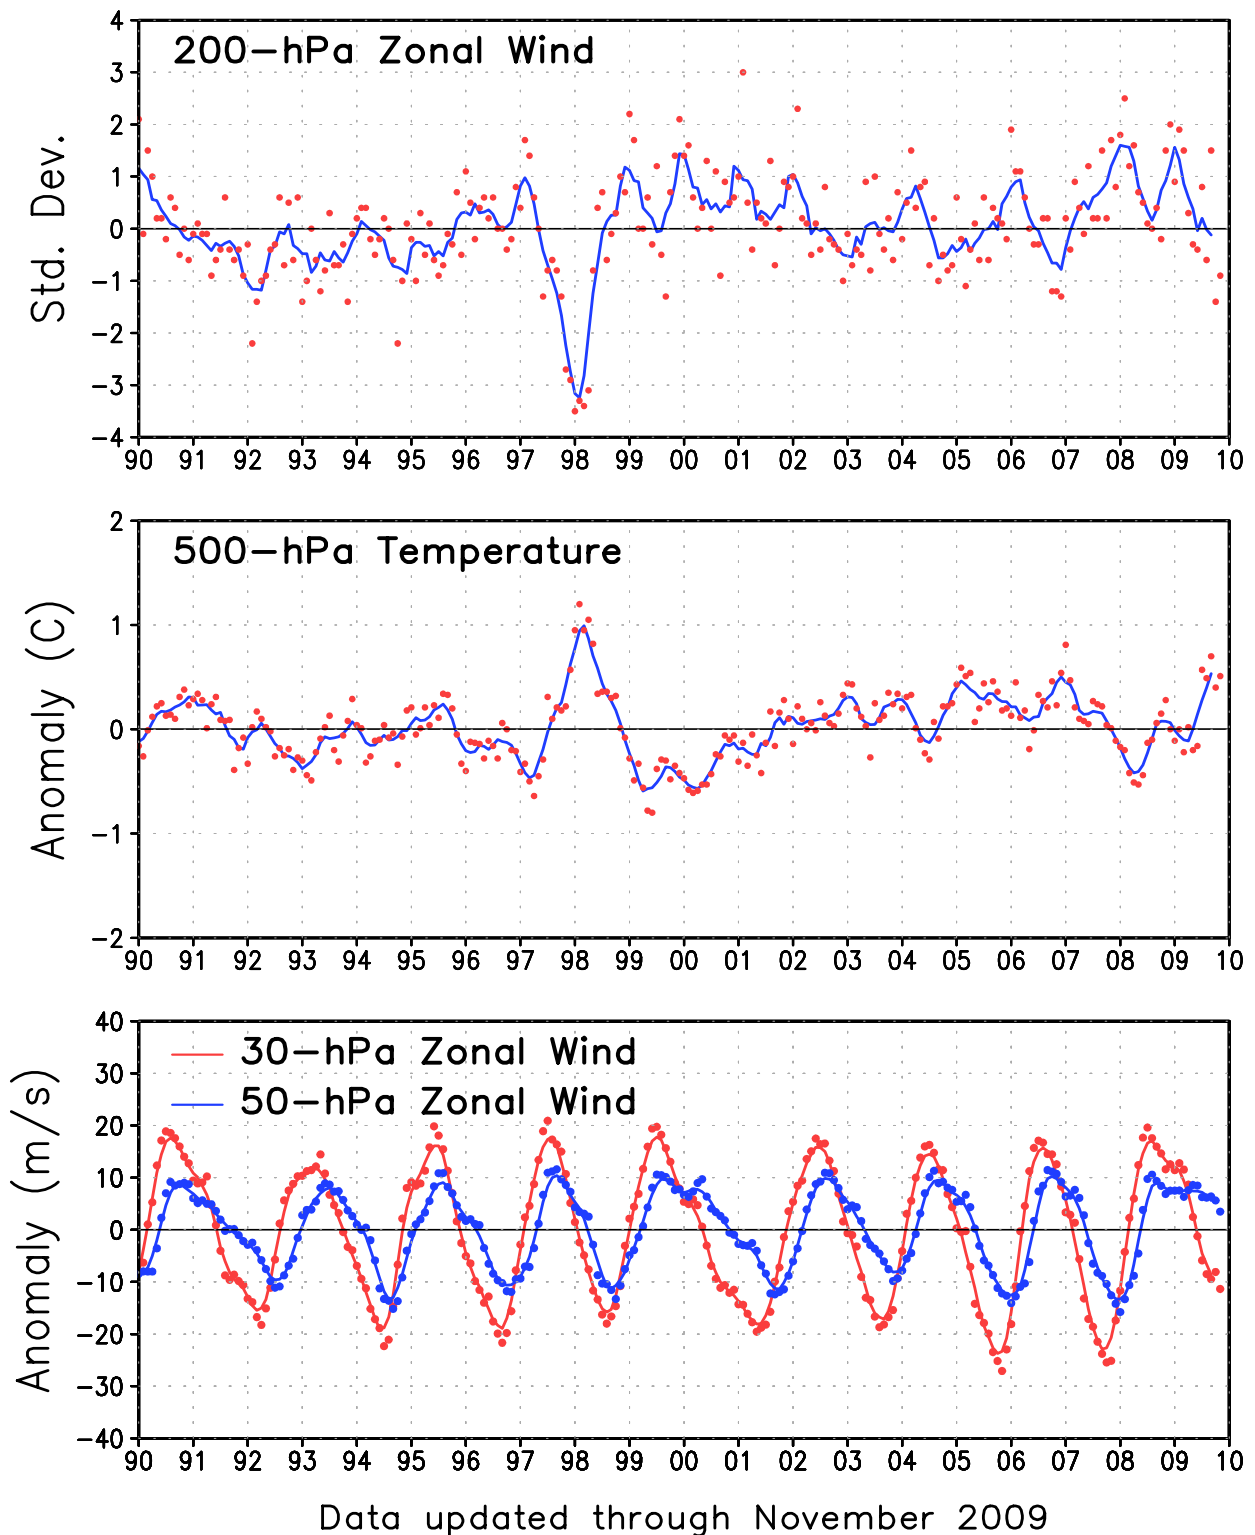 200-hPa Zonal Wind
Std. Dev.
4
3
2
1
0
-1
-2
-3
-4
90 91 92 93 94 95 96 97 98 99 00 01 02 03 04 05 06 07 08 09 10
500-hPa Temperature
Anomaly (C)
2
1
0
-1
-2
90 91 92 93 94 95 96 97 98 99 00 01 02 03 04 05 06 07 08 09 10
30-hPa Zonal Wind
50-hPa Zonal Wind
Anomaly (m/s)
40
30
20
10
0
-10
-20
-30
-40
90 91 92 93 94 95 96 97 98 99 00 01 02 03 04 05 06 07 08 09 10
Data updated through November 2009